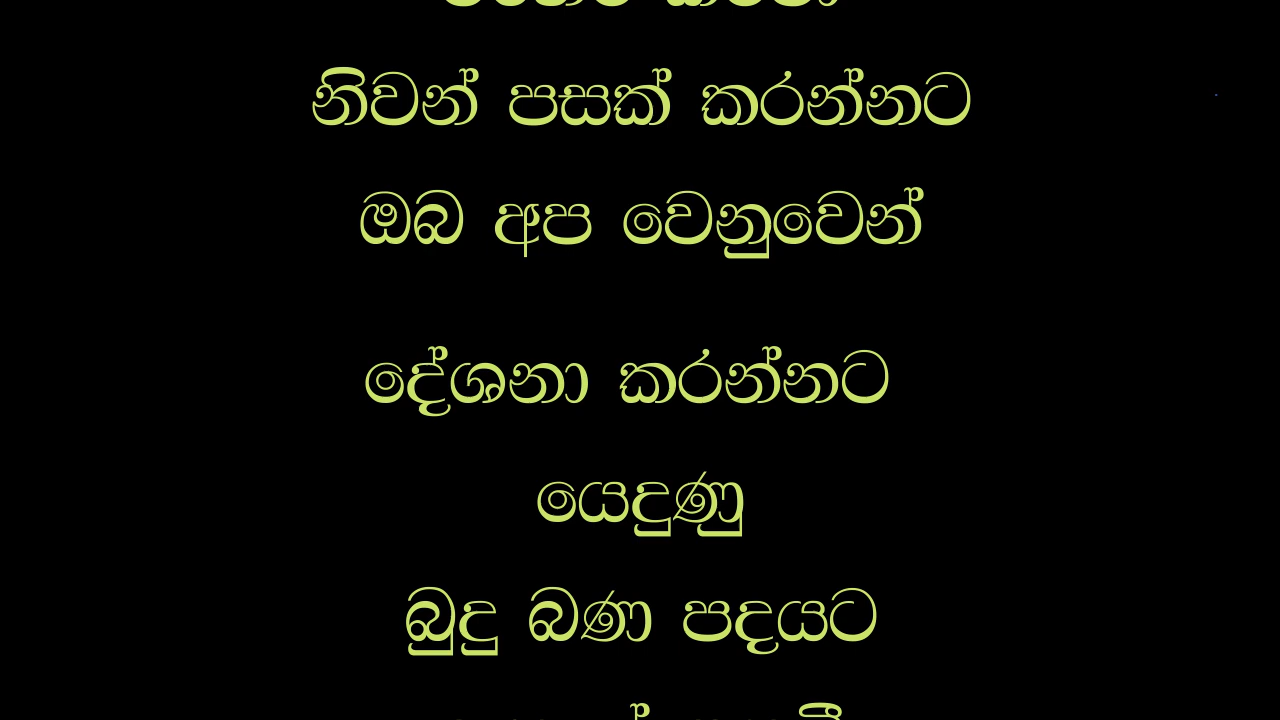 නිවන් පසක් කරන්නට
ඔබ අප වෙනුවෙන්
දේශනා කරන්නට
යෙදුණු
බුදු බණ පදයට